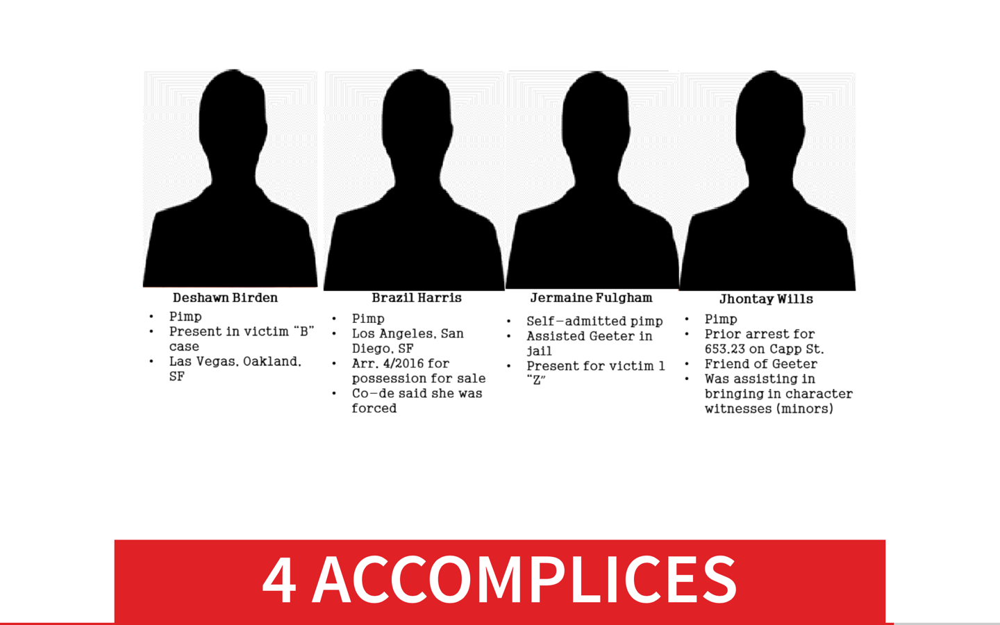 Deshawn Birden
• Pimp
• Present in victim “B”
case
• Las Vegas, Oakland,
SF
Brazil Harris
• Pimp
• Los Angeles, San
Diego, SF
• Arr. 4/2016 for
possession for sale
• Co-de said she was
forced
Jermaine Fulgham
• Self-admitted pimp
• Assisted Geeter in
jail
• Present for victim 1
“Z”
Jhontay Wills
• Pimp
• Prior arrest for
653.23 on Capp St.
• Friend of Geeter
• Was assisting in
bringing in character
witnesses (minors)
4 ACCOMPLICES